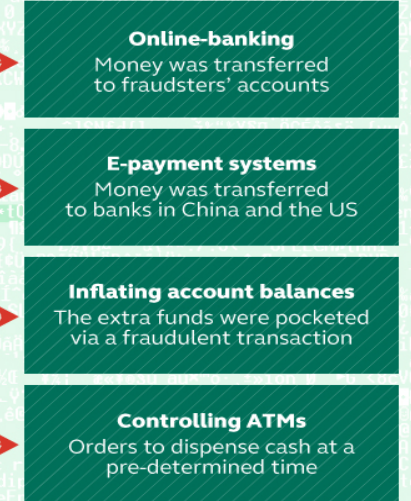 Online-banking
Money was transferred
to fraudsters’ accounts
E-payment systems
Money was transferred
to banks in China and the US
Inflating account balances
The extra funds were pocketed
via a fraudulent transaction
Controlling ATMs
Orders to dispense cash at a
pre-determined time